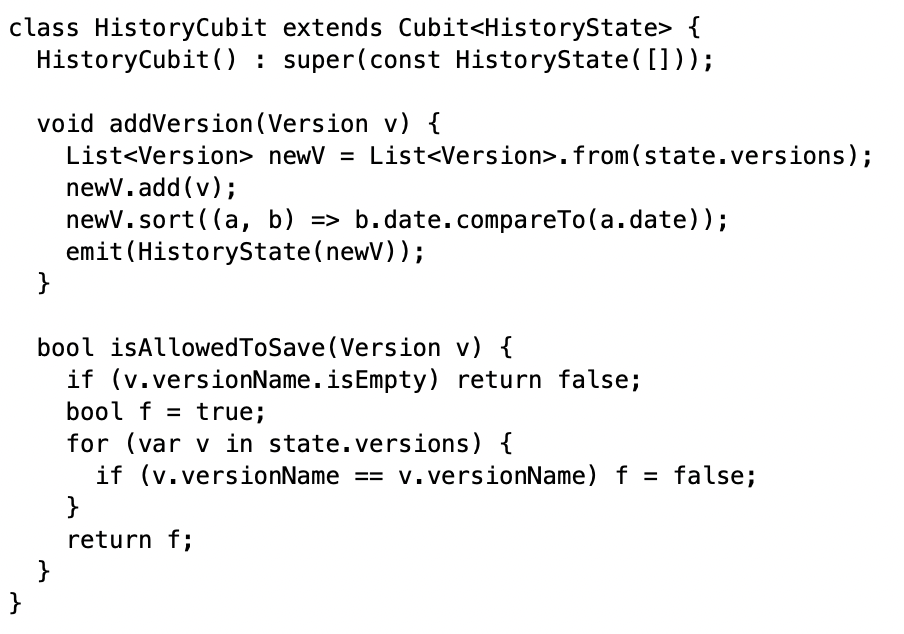 class HistoryCubit extends Cubit<HistoryState> {
  HistoryCubit() : super(const HistoryState([]));

  void addVersion(Version v) {
    List<Version> newV = List<Version>.from(state.versions);
    newV.add(v);
    newV.sort((a, b) => b.date.compareTo(a.date));
    emit(HistoryState(newV));
  }

  bool isAllowedToSave(Version v) {
    if (v.versionName.isEmpty) return false;
    bool f = true;
    for (var v in state.versions) {
      if (v.versionName == v.versionName) f = false;
    }
    return f;
  }
}